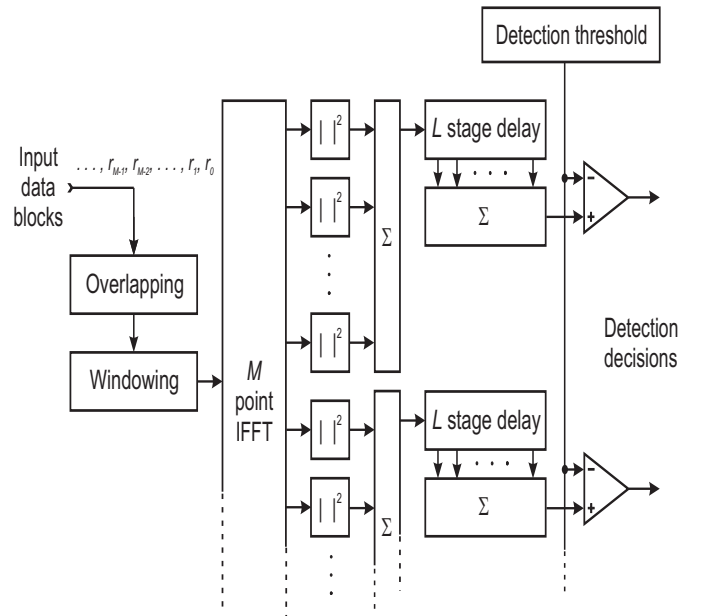 Detection threshold
Input
data
blocks
. . . , r_{M-1}, r_{M-2}, . . . , r_1, r_0
Overlapping
Windowing
M
point
IFFT
| |²
| |²
| |²
| |²
| |²
Σ
Σ
L stage delay
. . .
Σ
L stage delay
. . .
Σ
-
+
-
+
Detection
decisions